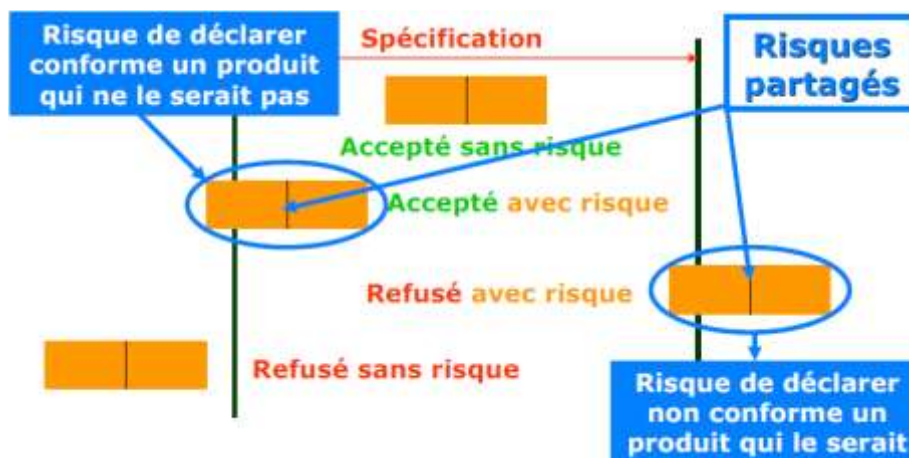 Risque de déclarer
conforme un produit
qui ne le serait pas
Spécification
Risques
partagés
Accepté sans risque
Accepté avec risque
Refusé avec risque
Refusé sans risque
Risque de déclarer
non conforme un
produit qui le serait